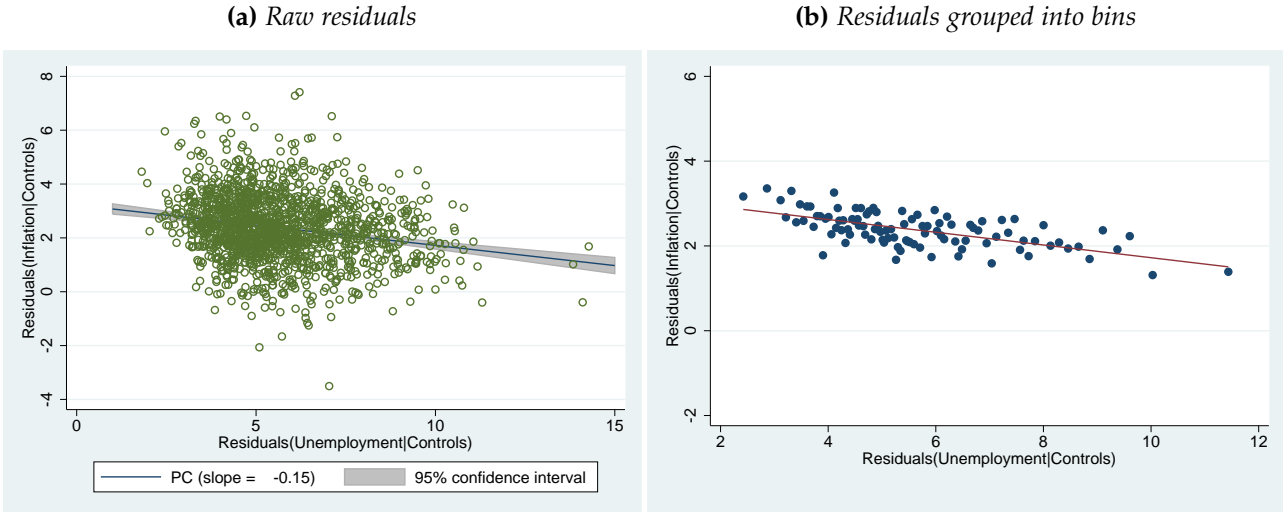 (a) Raw residuals
Residuals(Inflation|Controls)
8
6
4
2
0
-2
-4
0
5
10
15
Residuals(Unemployment|Controls)
PC (slope = -0.15)
95% confidence interval
(b) Residuals grouped into bins
Residuals(Inflation|Controls)
6
4
2
0
-2
2
4
6
8
10
12
Residuals(Unemployment|Controls)